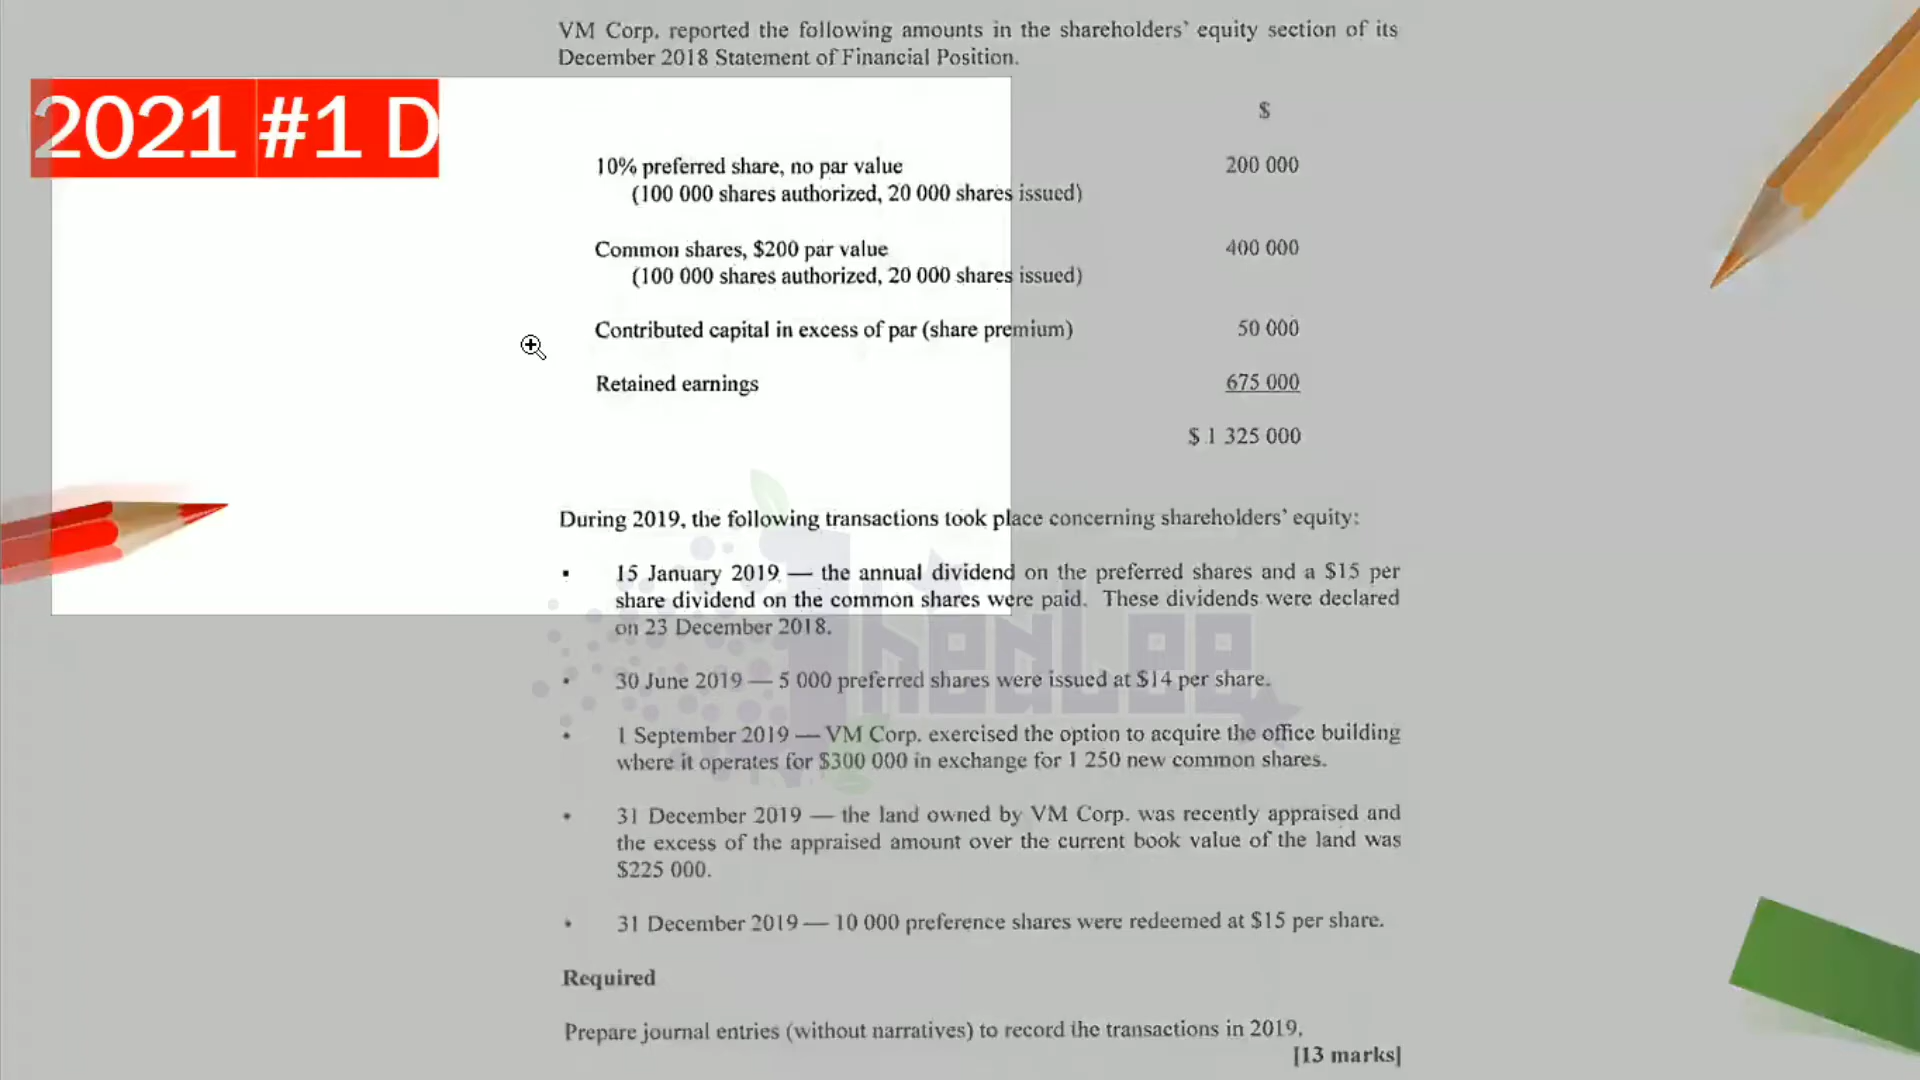 VM Corp. reported the following amounts in the shareholders' equity section of its
December 2018 Statement of Financial Position.
2021 #1 D
$
10% preferred share, no par value 200 000
(100 000 shares authorized, 20 000 shares issued)
Common shares, $200 par value 400 000
(100 000 shares authorized, 20 000 shares issued)
Contributed capital in excess of par (share premium) 50 000
Retained earnings 675 000
$ 1 325 000
During 2019, the following transactions took place concerning shareholders' equity:
▪ 15 January 2019 — the annual dividend on the preferred shares and a $15 per
share dividend on the common shares were paid. These dividends were declared
on 23 December 2018.
▪ 30 June 2019 — 5 000 preferred shares were issued at $14 per share.
▪ 1 September 2019 — VM Corp. exercised the option to acquire the office building
where it operates for $300 000 in exchange for 1 250 new common shares.
▪ 31 December 2019 — the land owned by VM Corp. was recently appraised and
the excess of the appraised amount over the current book value of the land was
$225 000.
▪ 31 December 2019 — 10 000 preference shares were redeemed at $15 per share.
Required
Prepare journal entries (without narratives) to record the transactions in 2019.
[13 marks]